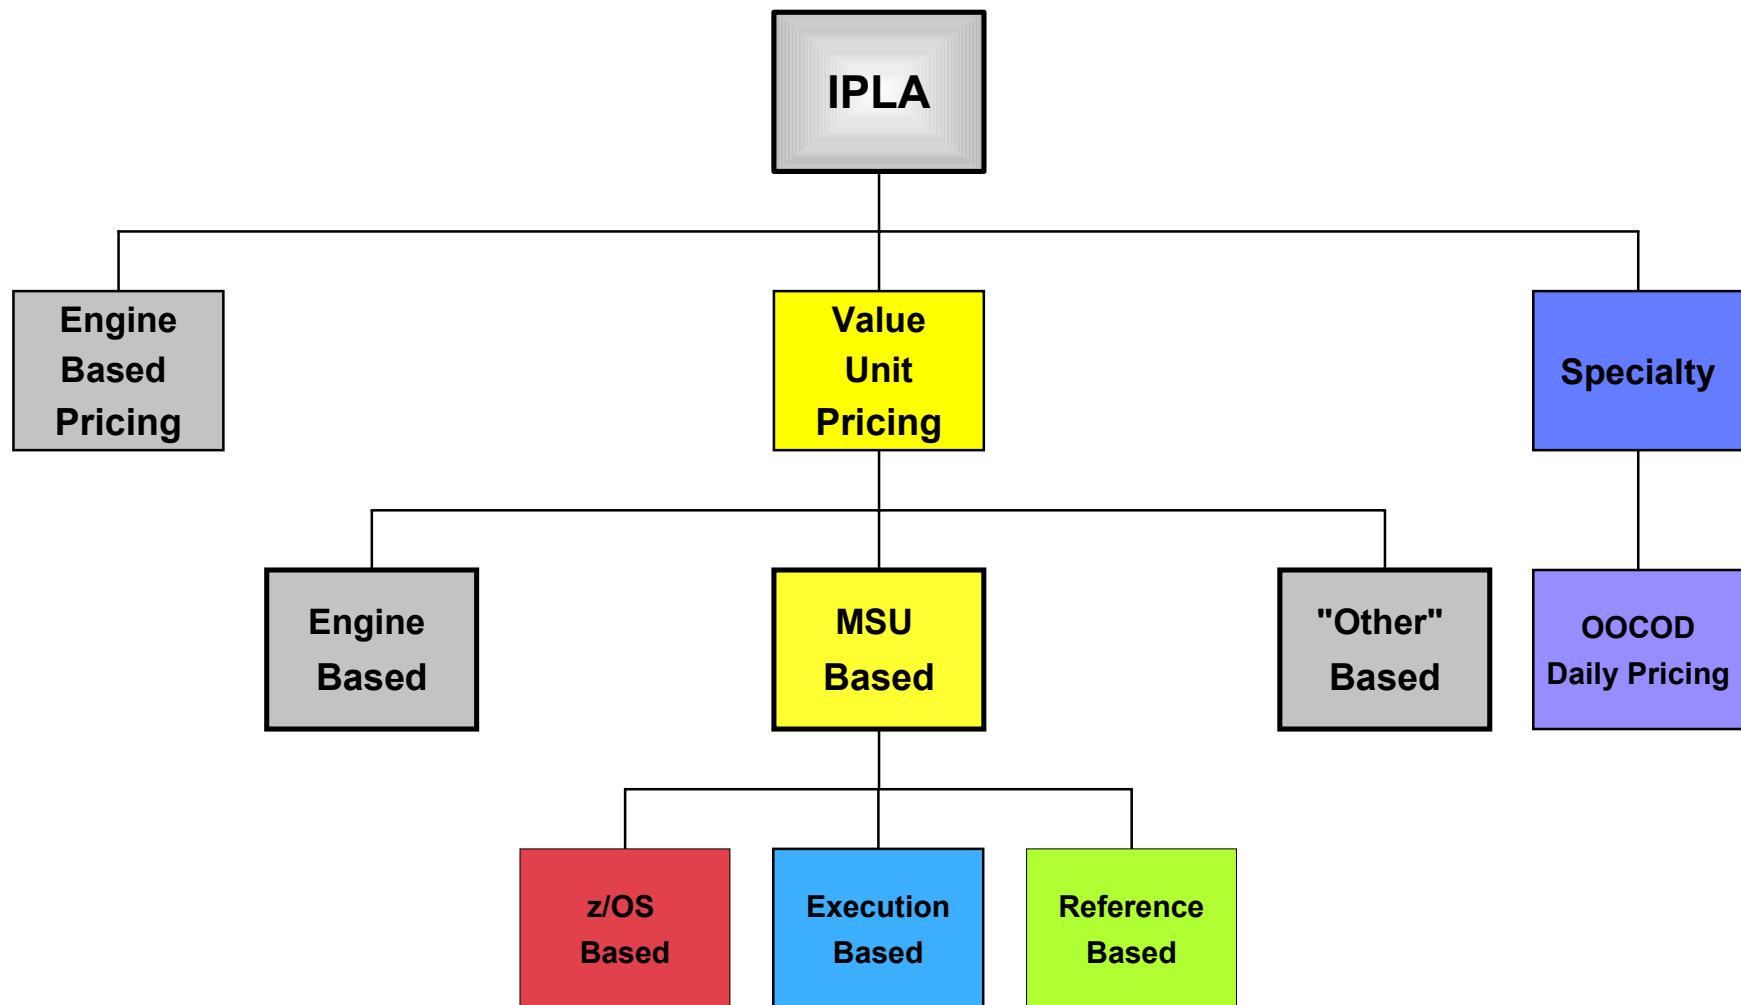 IPLA
Engine
Based
Pricing
Value
Unit
Pricing
Specialty
Engine
Based
MSU
Based
"Other"
Based
OOCOD
Daily Pricing
z/OS
Based
Execution
Based
Reference
Based